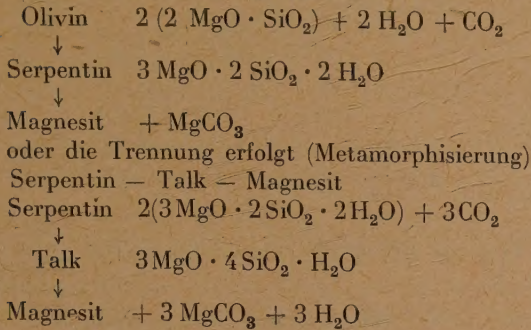 Olivin 2 (2 MgO · SiO₂) + 2 H₂O + CO₂
↓
Serpentin 3 MgO · 2 SiO₂ · 2 H₂O
↓
Magnesit + MgCO₃
oder die Trennung erfolgt (Metamorphisierung)
Serpentin — Talk — Magnesit
Serpentin 2(3 MgO · 2 SiO₂ · 2 H₂O) + 3 CO₂
↓
Talk 3 MgO · 4 SiO₂ · H₂O
↓
Magnesit + 3 MgCO₃ + 3 H₂O